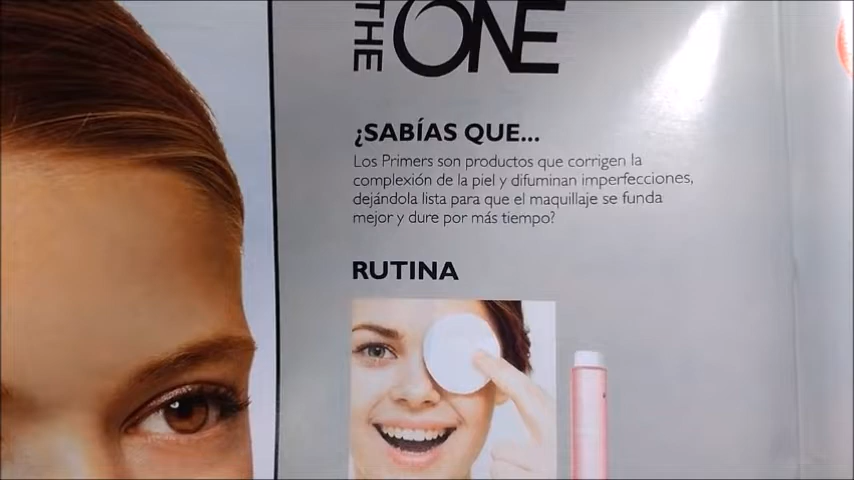 THE ONE
¿SABÍAS QUE...
Los Primers son productos que corrigen la
complexión de la piel y difuminan imperfecciones,
dejándola lista para que el maquillaje se funda
mejor y dure por más tiempo?
RUTINA